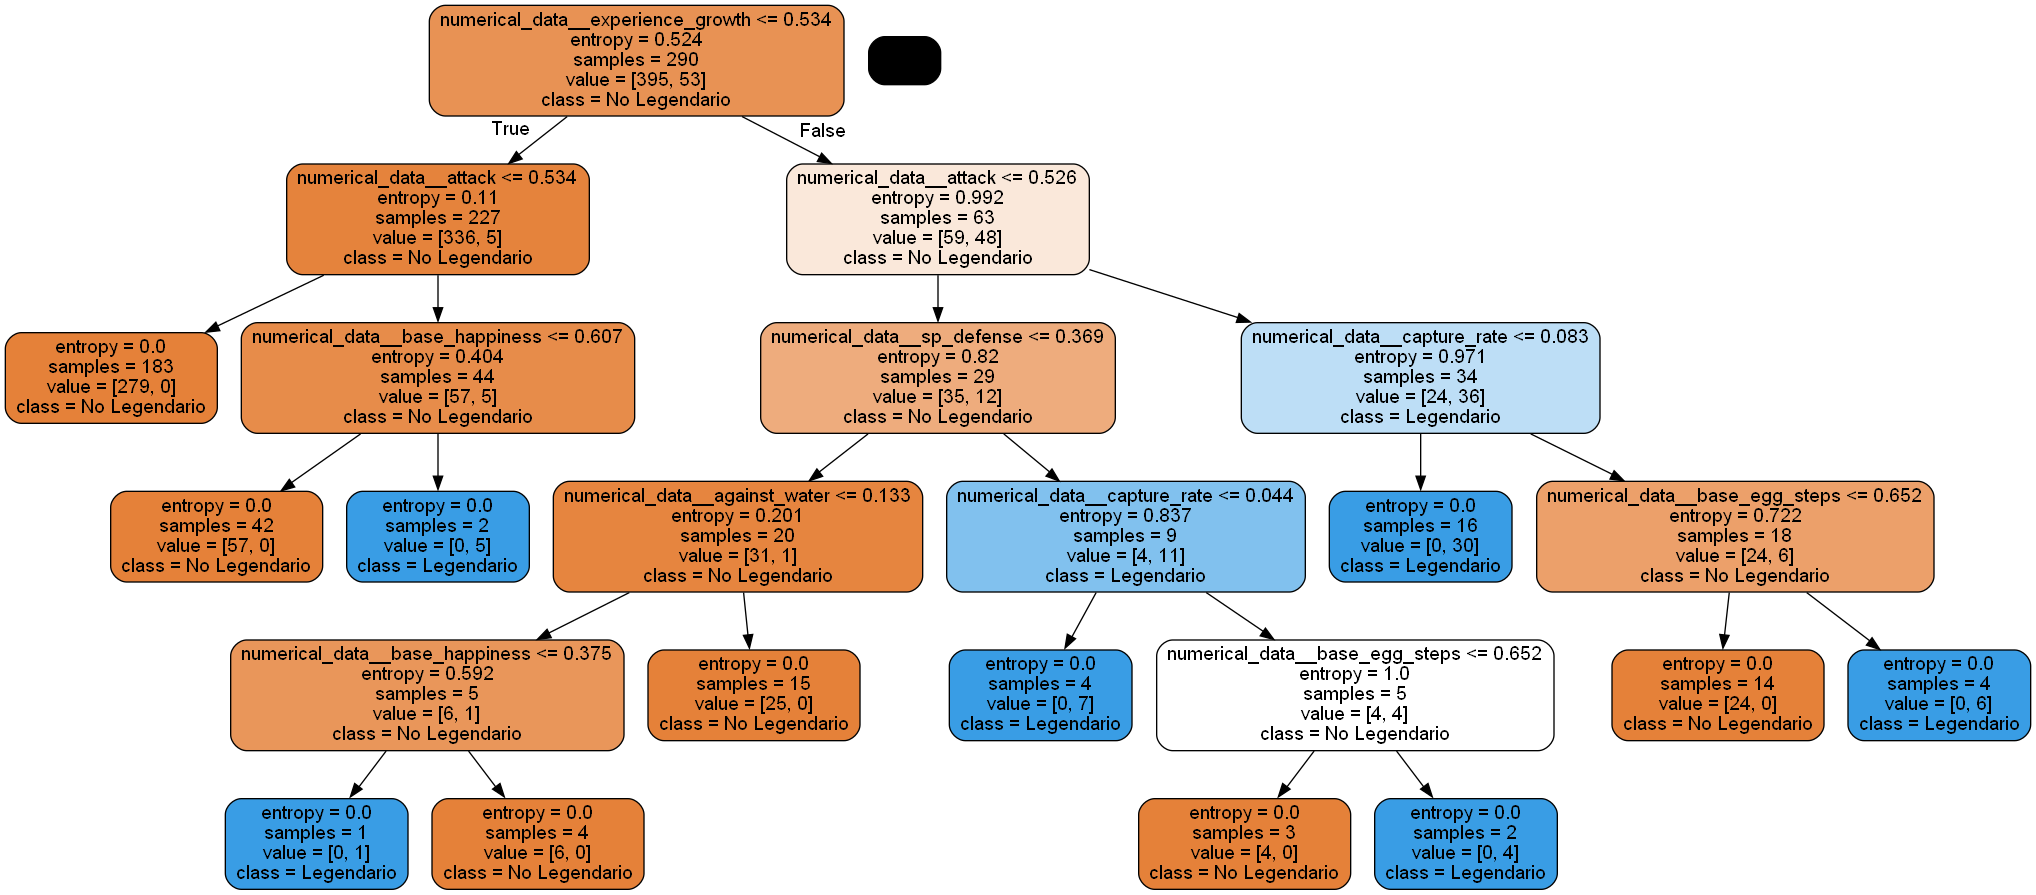 numerical_data__experience_growth <= 0.534
entropy = 0.524
samples = 290
value = [395, 53]
class = No Legendario
True
False
numerical_data__attack <= 0.534
entropy = 0.11
samples = 227
value = [336, 5]
class = No Legendario
numerical_data__attack <= 0.526
entropy = 0.992
samples = 63
value = [59, 48]
class = No Legendario
entropy = 0.0
samples = 183
value = [279, 0]
class = No Legendario
numerical_data__base_happiness <= 0.607
entropy = 0.404
samples = 44
value = [57, 5]
class = No Legendario
numerical_data__sp_defense <= 0.369
entropy = 0.82
samples = 29
value = [35, 12]
class = No Legendario
numerical_data__capture_rate <= 0.083
entropy = 0.971
samples = 34
value = [24, 36]
class = Legendario
entropy = 0.0
samples = 42
value = [57, 0]
class = No Legendario
entropy = 0.0
samples = 2
value = [0, 5]
class = Legendario
numerical_data__against_water <= 0.133
entropy = 0.201
samples = 20
value = [31, 1]
class = No Legendario
numerical_data__capture_rate <= 0.044
entropy = 0.837
samples = 9
value = [4, 11]
class = Legendario
entropy = 0.0
samples = 16
value = [0, 30]
class = Legendario
numerical_data__base_egg_steps <= 0.652
entropy = 0.722
samples = 18
value = [24, 6]
class = No Legendario
numerical_data__base_happiness <= 0.375
entropy = 0.592
samples = 5
value = [6, 1]
class = No Legendario
entropy = 0.0
samples = 15
value = [25, 0]
class = No Legendario
entropy = 0.0
samples = 4
value = [0, 7]
class = Legendario
numerical_data__base_egg_steps <= 0.652
entropy = 1.0
samples = 5
value = [4, 4]
class = No Legendario
entropy = 0.0
samples = 14
value = [24, 0]
class = No Legendario
entropy = 0.0
samples = 4
value = [0, 6]
class = Legendario
entropy = 0.0
samples = 1
value = [0, 1]
class = Legendario
entropy = 0.0
samples = 4
value = [6, 0]
class = No Legendario
entropy = 0.0
samples = 3
value = [4, 0]
class = No Legendario
entropy = 0.0
samples = 2
value = [0, 4]
class = Legendario